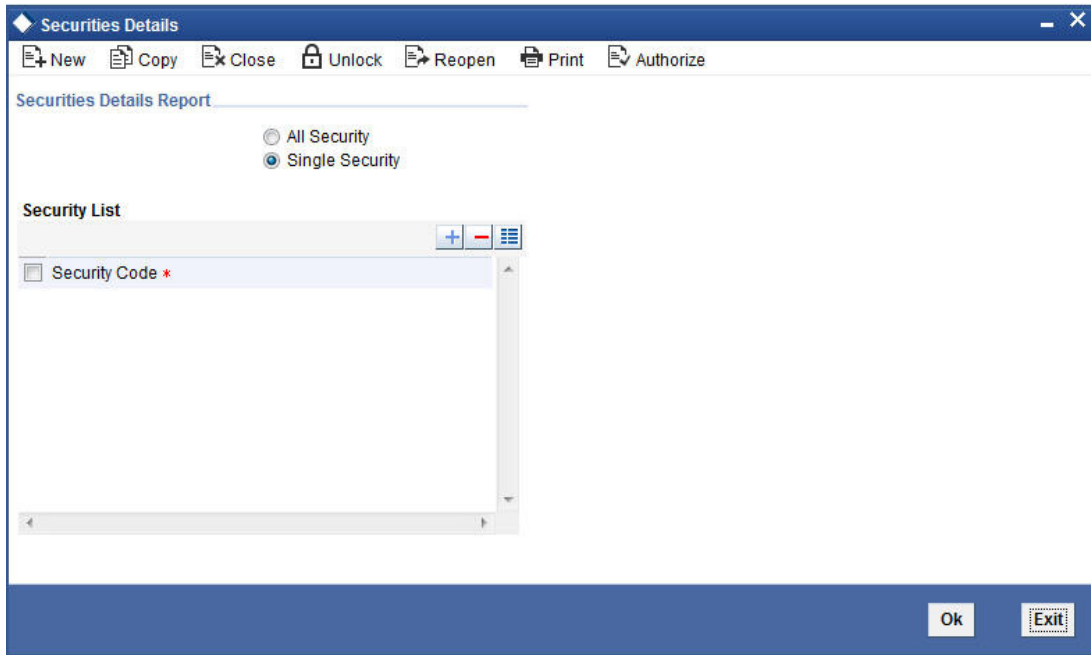 Securities Details
New Copy Close Unlock Reopen Print Authorize
Securities Details Report
All Security
Single Security
Security List
Security Code *
Ok Exit